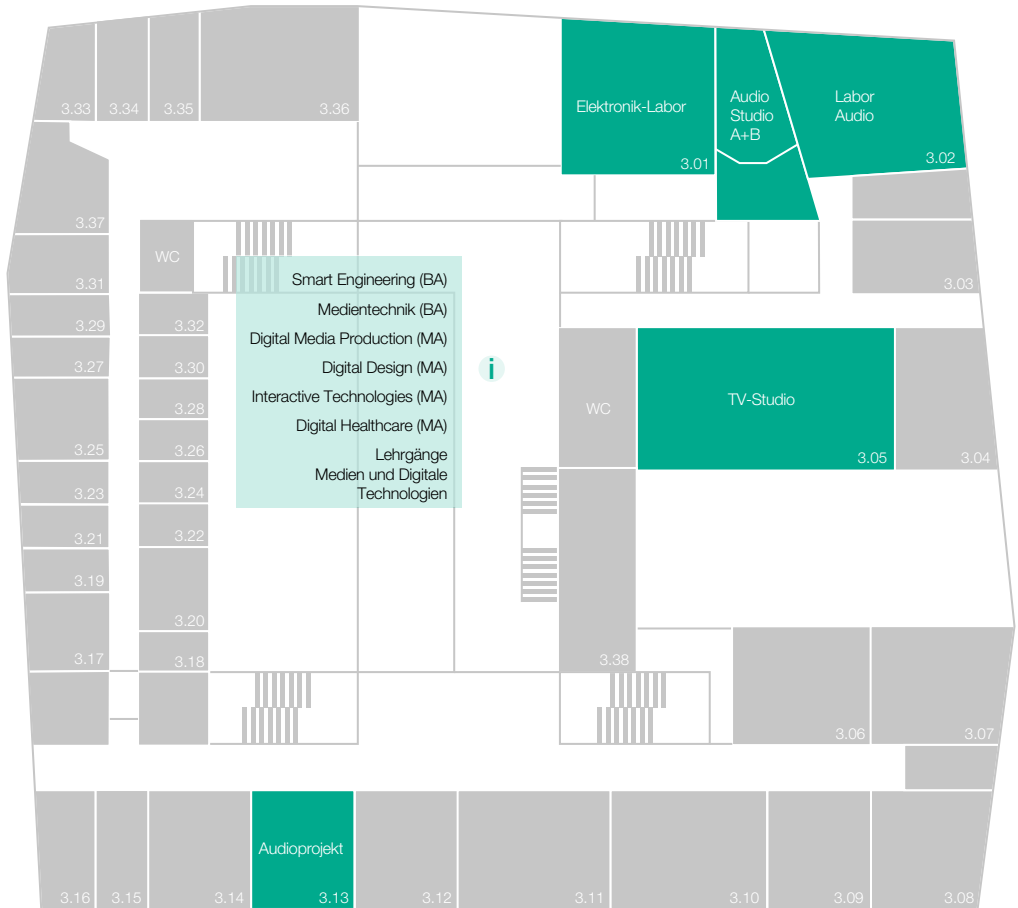 3.33
3.34
3.35
3.36
Elektronik-Labor
3.01
Audio
Studio
A+B
Labor
Audio
3.02
3.37
WC
3.03
3.31
Smart Engineering (BA)
Medientechnik (BA)
Digital Media Production (MA)
Digital Design (MA)
Interactive Technologies (MA)
Digital Healthcare (MA)
Lehrgänge
Medien und Digitale
Technologien
i
3.29
3.32
3.27
3.30
3.28
WC
TV-Studio
3.05
3.04
3.25
3.26
3.23
3.24
3.21
3.22
3.19
3.20
3.17
3.18
3.38
3.06
3.07
Audioprojekt
3.16
3.15
3.14
3.13
3.12
3.11
3.10
3.09
3.08